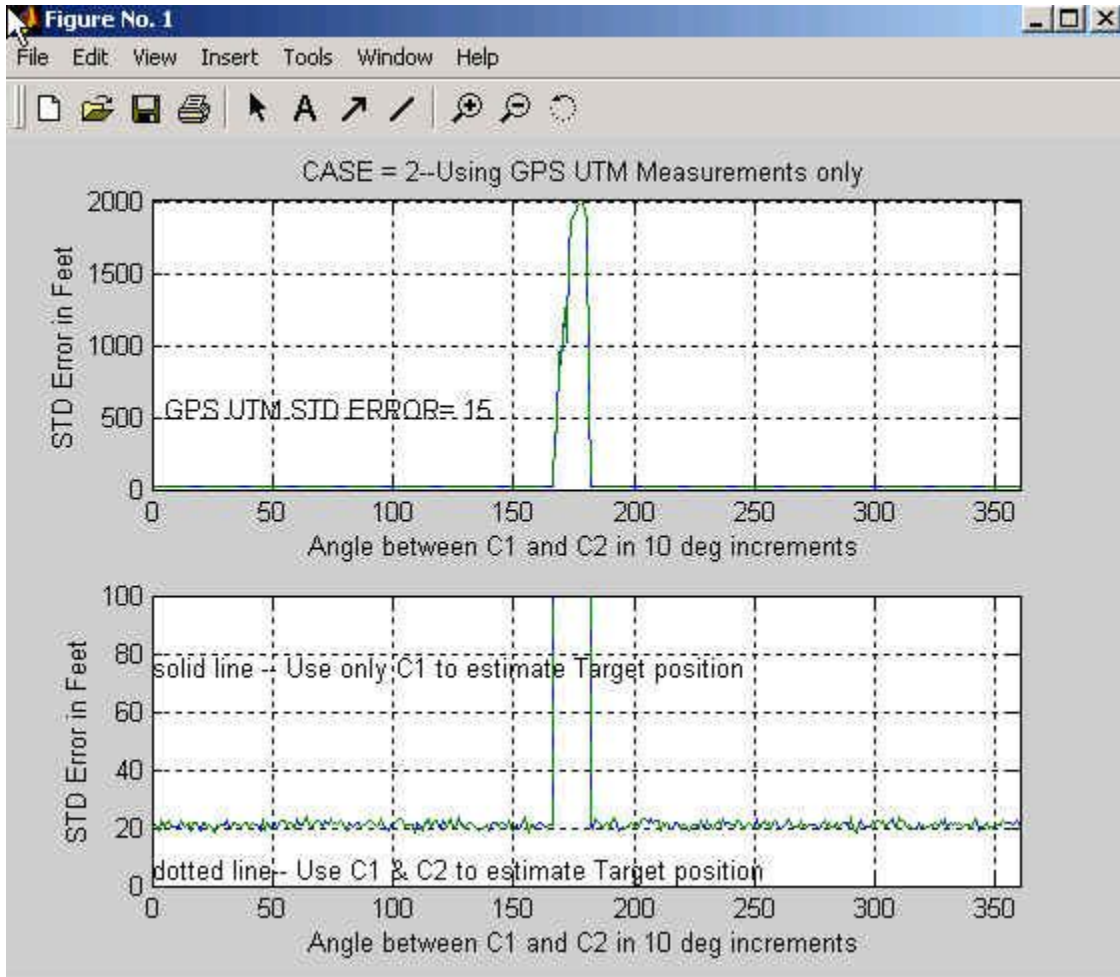 Figure No. 1
File Edit View Insert Tools Window Help
A
CASE = 2--Using GPS UTM Measurements only
2000
1500
1000
500
0
STD Error in Feet
GPS UTM STD ERROR= 15
0 50 100 150 200 250 300 350
Angle between C1 and C2 in 10 deg increments
100
80
60
40
20
0
STD Error in Feet
solid line -- Use only C1 to estimate Target position
dotted line-- Use C1 & C2 to estimate Target position
0 50 100 150 200 250 300 350
Angle between C1 and C2 in 10 deg increments